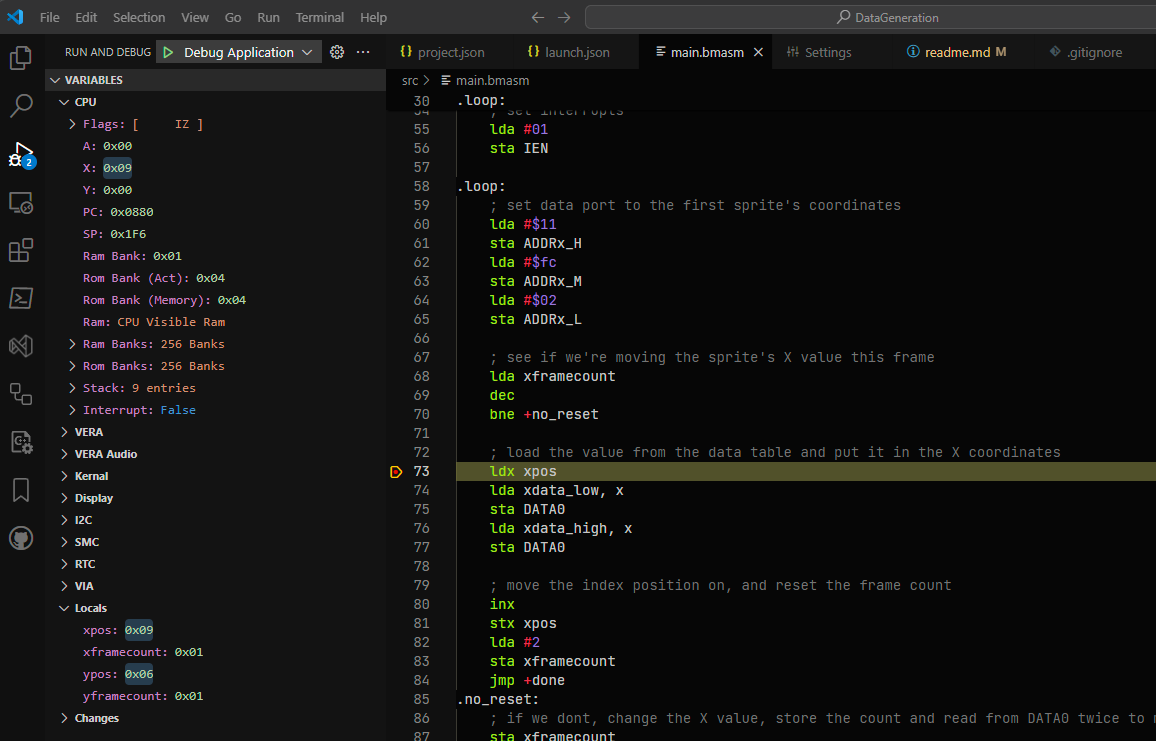 File Edit Selection View Go Run Terminal Help
DataGeneration
RUN AND DEBUG Debug Application
project.json launch.json main.bmasm Settings readme.md M .gitignore
VARIABLES
src > main.bmasm
CPU
Flags: [ IZ ]
A: 0x00
X: 0x09
Y: 0x00
PC: 0x0880
SP: 0x1F6
Ram Bank: 0x01
Rom Bank (Act): 0x04
Rom Bank (Memory): 0x04
Ram: CPU Visible Ram
Ram Banks: 256 Banks
Rom Banks: 256 Banks
Stack: 9 entries
Interrupt: False
VERA
VERA Audio
Kernal
Display
I2C
SMC
RTC
VIA
Locals
xpos: 0x09
xframecount: 0x01
ypos: 0x06
yframecount: 0x01
Changes
2
30 .loop:
54 ; set interrupts
55 lda #01
56 sta IEN
57
58 .loop:
59 ; set data port to the first sprite's coordinates
60 lda #$11
61 sta ADDRx_H
62 lda #$fc
63 sta ADDRx_M
64 lda #$02
65 sta ADDRx_L
66
67 ; see if we're moving the sprite's X value this frame
68 lda xframecount
69 dec
70 bne +no_reset
71
72 ; load the value from the data table and put it in the X coordinates
73 ldx xpos
74 lda xdata_low, x
75 sta DATA0
76 lda xdata_high, x
77 sta DATA0
78
79 ; move the index position on, and reset the frame count
80 inx
81 stx xpos
82 lda #2
83 sta xframecount
84 jmp +done
85 .no_reset:
86 ; if we dont, change the X value, store the count and read from DATA0 twice to
87 sta xframecount